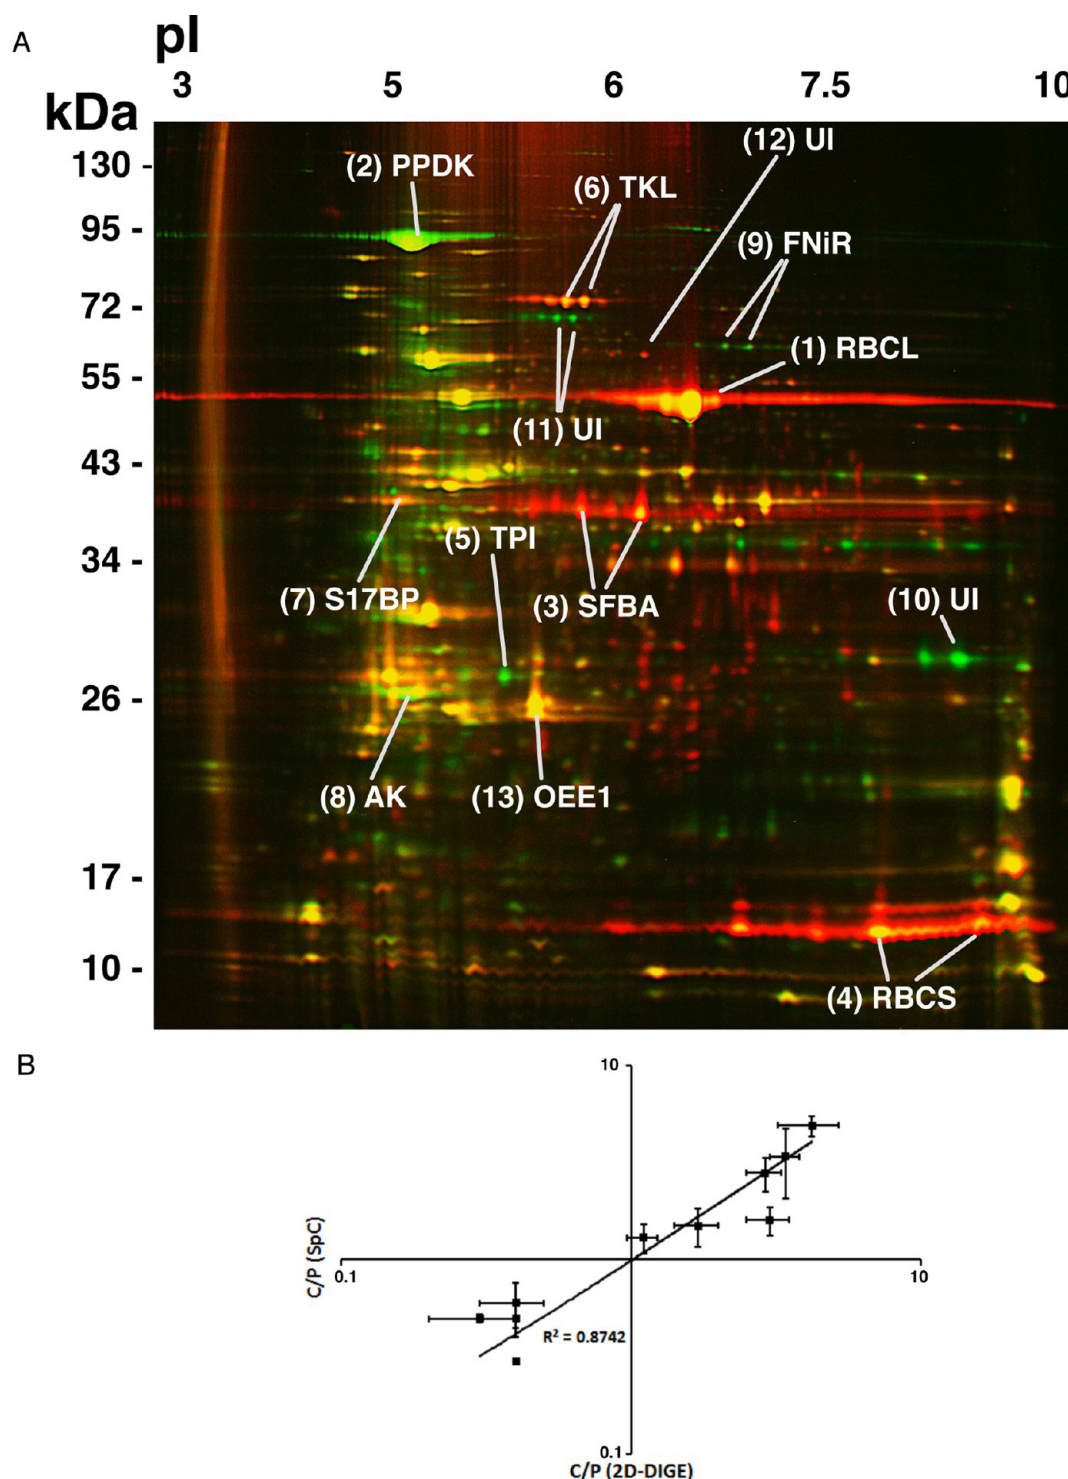 A
pI
3 5 6 7.5 10
kDa
130 -
(12) UI
(2) PPDK
(6) TKL
95 -
(9) FNiR
72 -
(1) RBCL
55 -
(11) UI
43 -
(5) TPI
34 -
(7) S17BP
(3) SFBA
(10) UI
26 -
(8) AK
(13) OEE1
17 -
10 -
(4) RBCS
B
10
C/P (SpC)
0.1
10
R² = 0.8742
0.1
C/P (2D-DIGE)